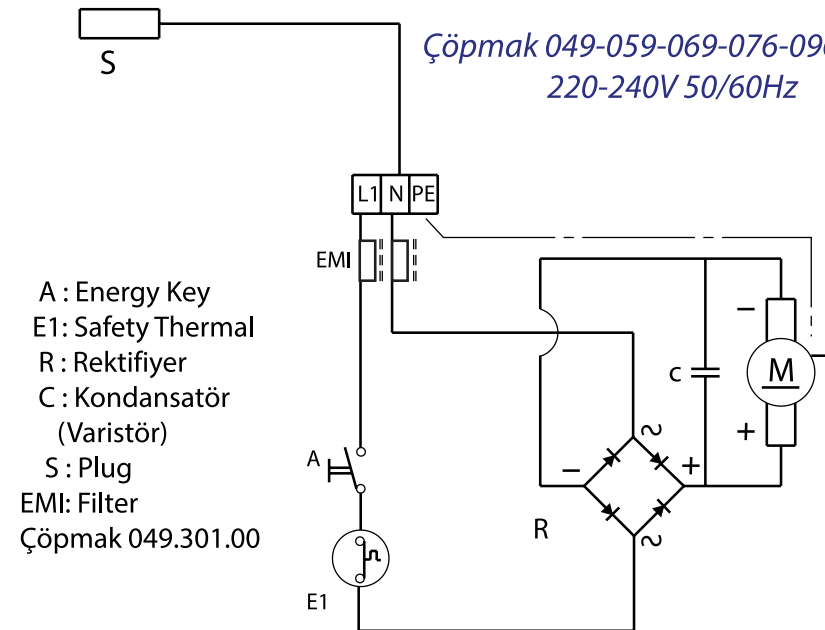 Çöpmak 049-059-069-076-090
220-240V 50/60Hz
S
L1 N PE
EMI
A : Energy Key
E1: Safety Thermal
R : Rektifiyer
C : Kondansatör
(Varistör)
S : Plug
EMI: Filter
Çöpmak 049.301.00
A
E1
R
C
M
− +
− +
~
~